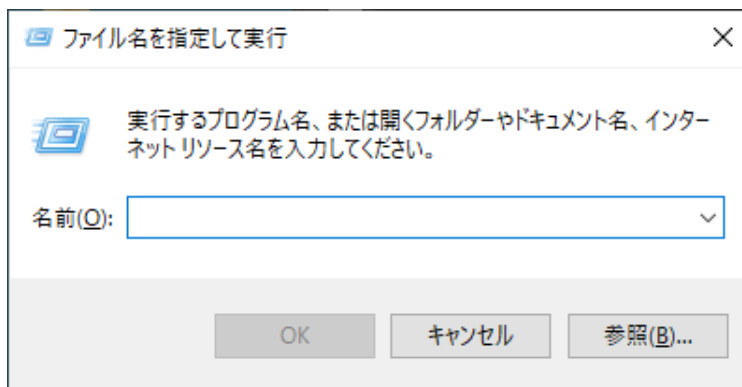 ファイル名を指定して実行
実行するプログラム名、または開くフォルダーやドキュメント名、インター
ネット リソース名を入力してください。
名前(O):
OK
キャンセル
参照(B)...